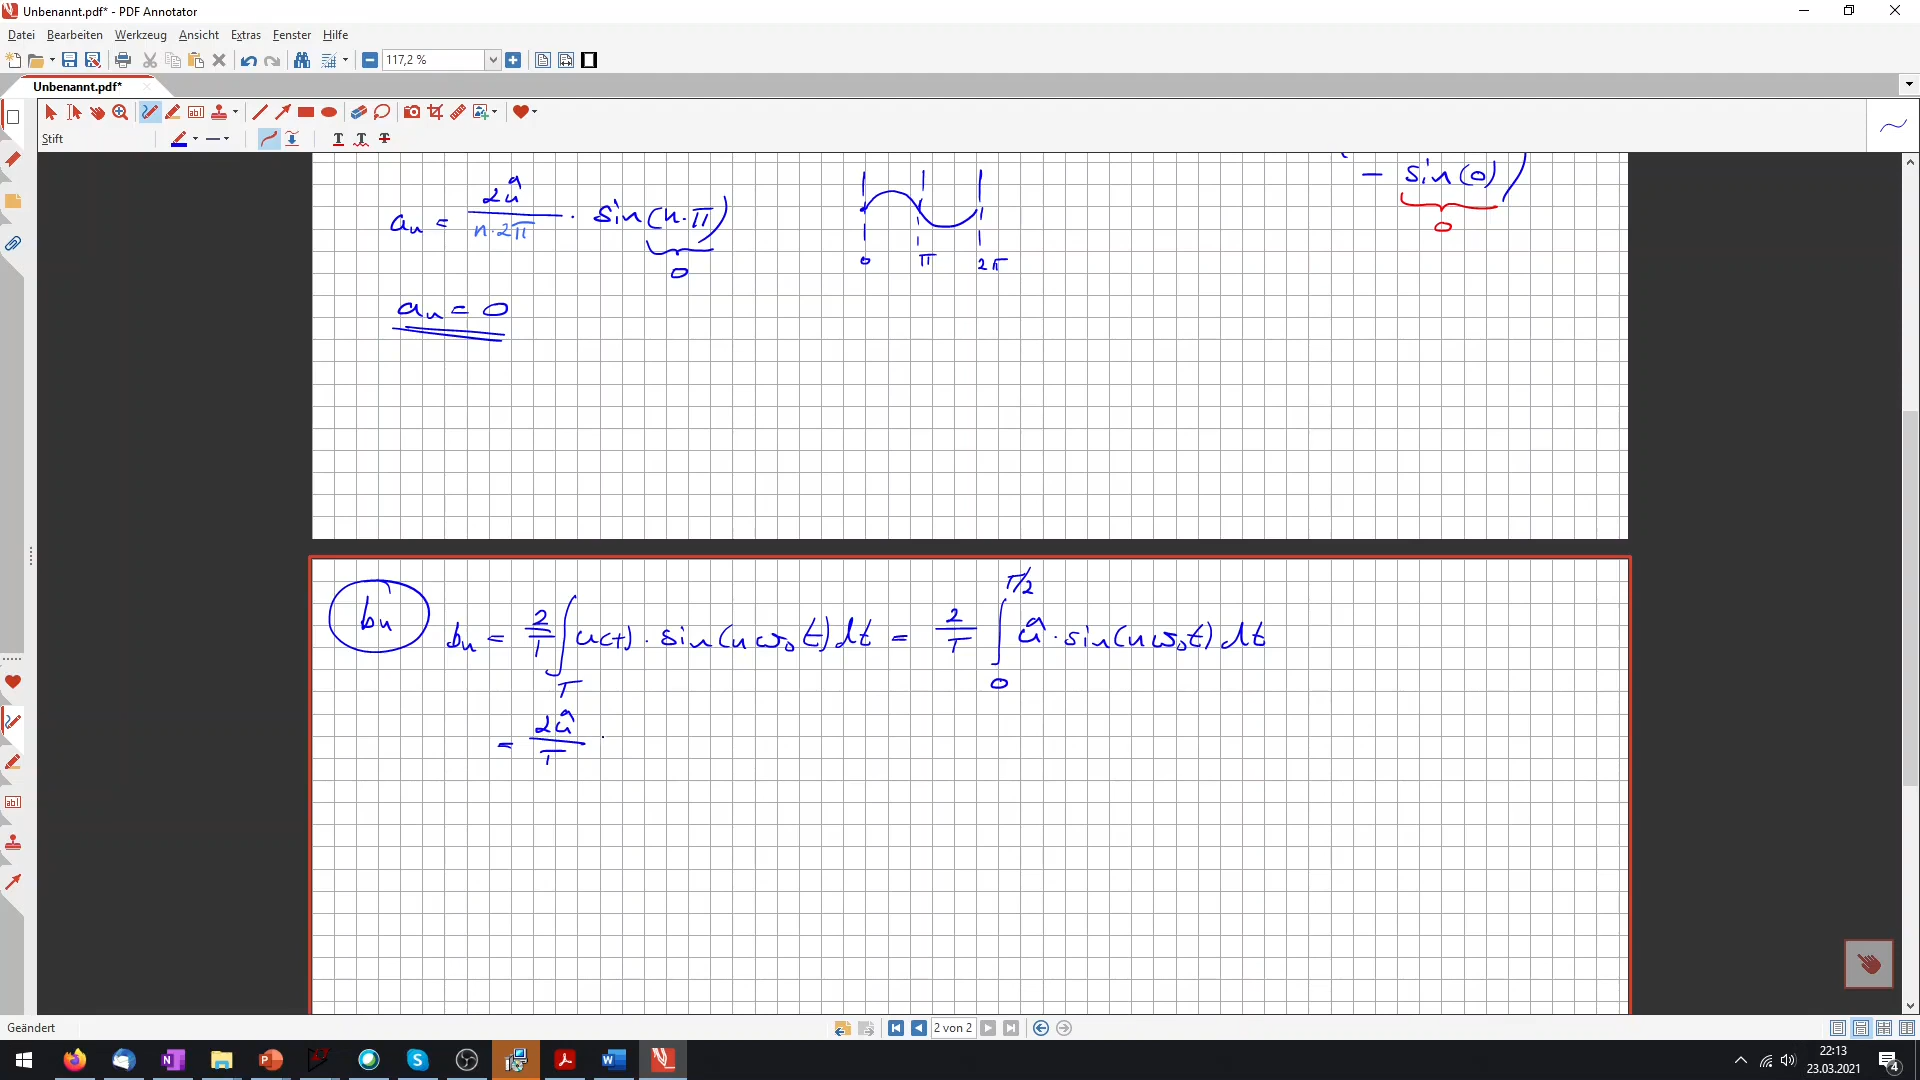 Unbenannt.pdf* - PDF Annotator
Datei Bearbeiten Werkzeug Ansicht Extras Fenster Hilfe
117,2 %
Unbenannt.pdf*
Stift
− sin(0))
0
aₙ = 2û / n·2π · sin(n·π)
0
0 π 2π
aₙ = 0
bₙ
bₙ = 2/T ∫_T u(t) · sin(nω₀t)dt = 2/T ∫₀^{T/2} û · sin(nω₀t)dt
= 2û/T ·
Geändert
2 von 2
22:13
23.03.2021
4